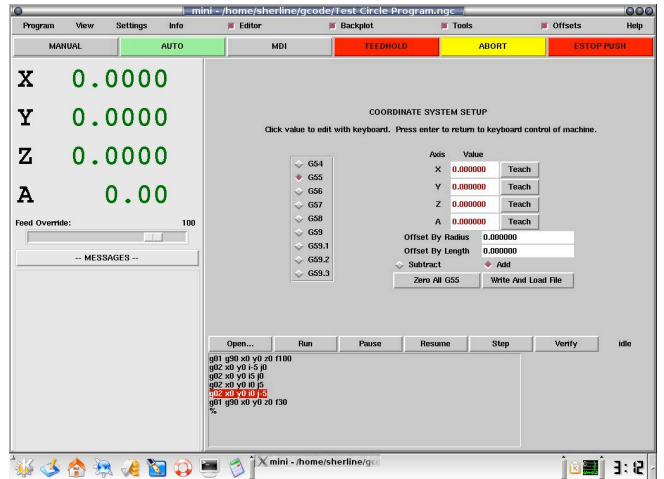 mini - /home/sherline/gcode/Test Circle Program.ngc
Program View Settings Info Editor Backplot Tools Offsets Help
MANUAL AUTO MDI FEEDHOLD ABORT ESTOP PUSH
X 0.0000
Y 0.0000
Z 0.0000
A 0.00
Feed Override: 100
-- MESSAGES --
COORDINATE SYSTEM SETUP
Click value to edit with keyboard. Press enter to return to keyboard control of machine.
G54
G55
G56
G57
G58
G59
G59.1
G59.2
G59.3
Axis Value
X 0.000000 Teach
Y 0.000000 Teach
Z 0.000000 Teach
A 0.000000 Teach
Offset By Radius 0.000000
Offset By Length 0.000000
Subtract Add
Zero All G55 Write And Load File
Open... Run Pause Resume Step Verify idle
g01 g90 x0 y0 z0 f100
g02 x0 y0 i-5 j0
g02 x0 y0 i5 j0
g02 x0 y0 i0 j5
g02 x0 y0 i0 j-5
g01 g90 x0 y0 z0 f30
%
X mini - /home/sherline/gco
3:12